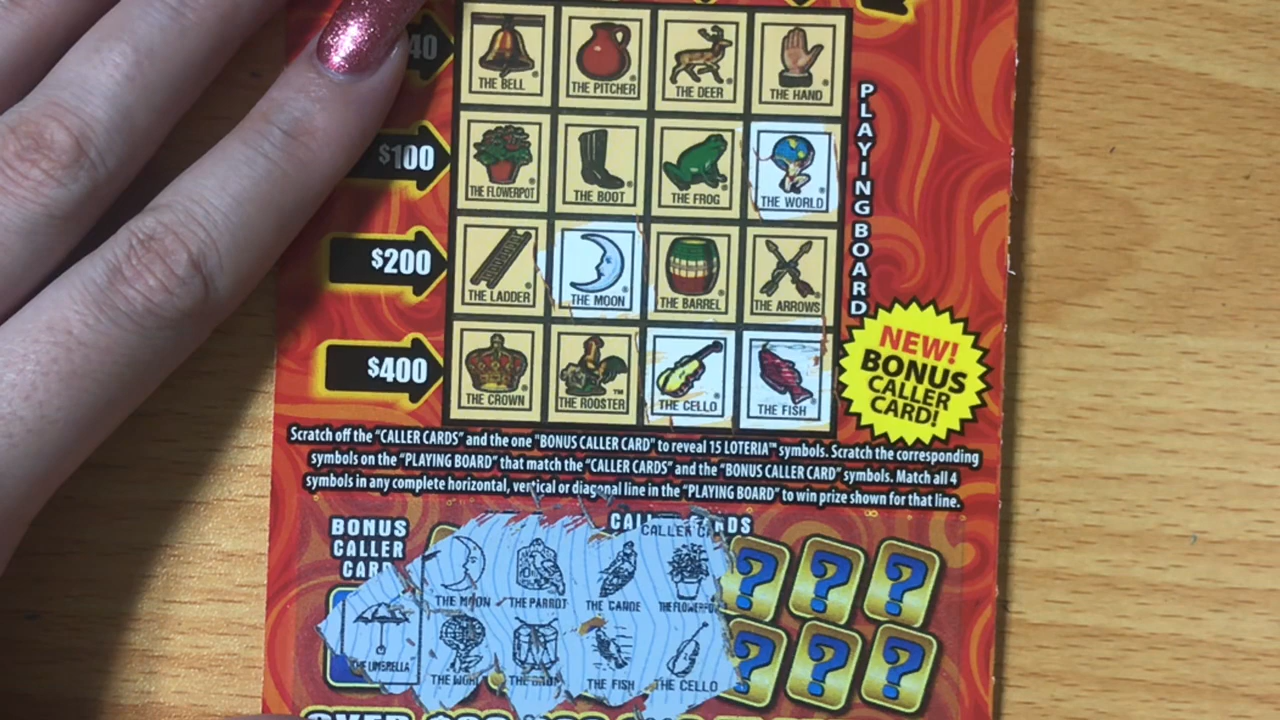 40
THE BELL THE PITCHER THE DEER THE HAND
$100
THE FLOWERPOT THE BOOT THE FROG THE WORLD
$200
THE LADDER THE MOON THE BARREL THE ARROWS
$400
THE CROWN THE ROOSTER™ THE CELLO THE FISH
PLAYING BOARD
NEW!
BONUS
CALLER
CARD!
Scratch off the "CALLER CARDS" and the one "BONUS CALLER CARD" to reveal 15 LOTERIA™ symbols. Scratch the corresponding
symbols on the "PLAYING BOARD" that match the "CALLER CARDS" and the "BONUS CALLER CARD" symbols. Match all 4
symbols in any complete horizontal, vertical or diagonal line in the "PLAYING BOARD" to win prize shown for that line.
BONUS
CALLER
CARD
CALLER CA
THE MOON THE PARROT THE CANOE THE FLOWERPO
? ? ?
THE UMBRELLA
THE THE THE FISH THE CELLO
? ? ?
OVER